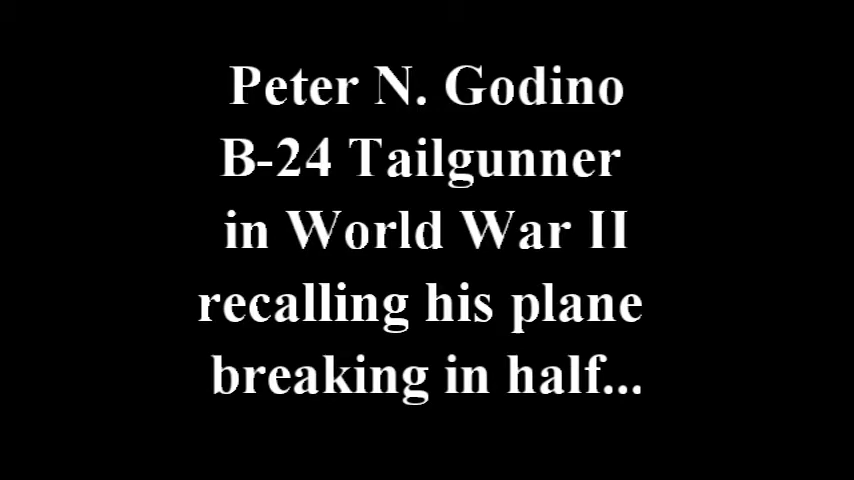 Peter N. Godino
B-24 Tailgunner
in World War II
recalling his plane
breaking in half...